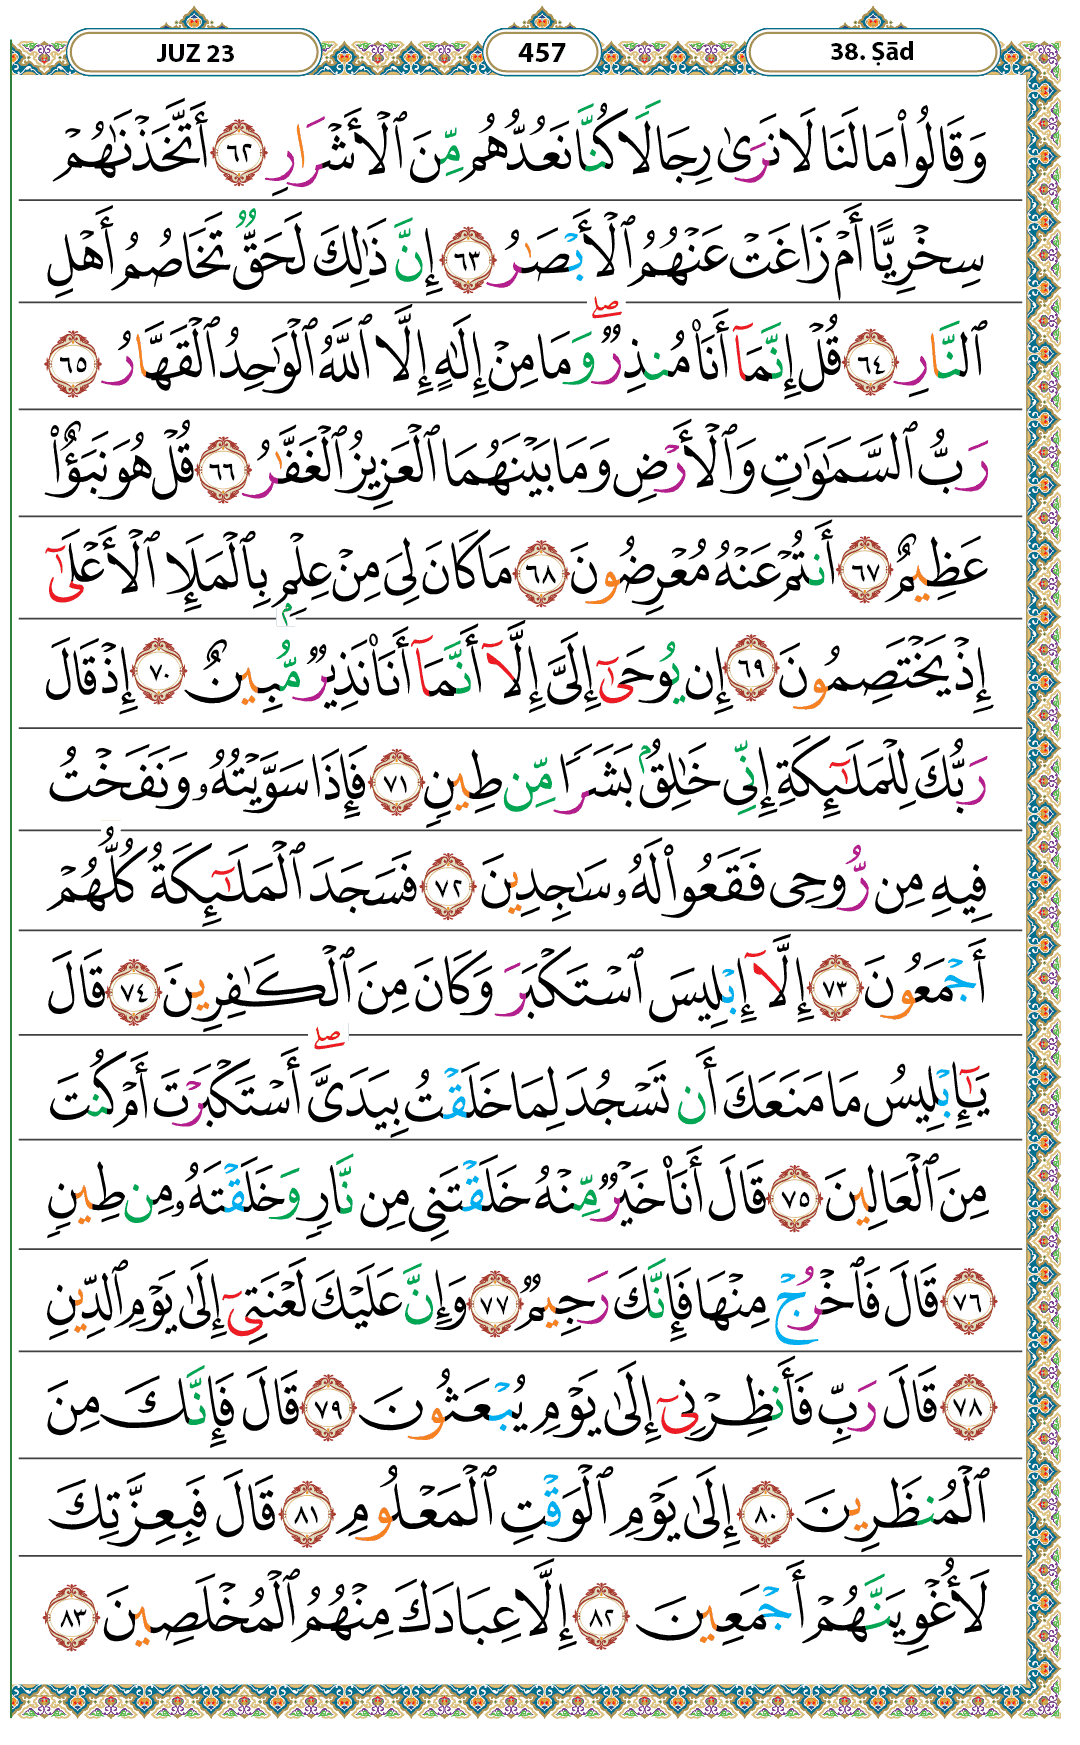 JUZ 23
457
38. Ṣād
وَقَالُوا۟ مَا لَنَا لَا نَرَىٰ رِجَالًا كُنَّا نَعُدُّهُم مِّنَ ٱلْأَشْرَارِ ٦٢ أَتَّخَذْنَٰهُمْ
سِخْرِيًّا أَمْ زَاغَتْ عَنْهُمُ ٱلْأَبْصَٰرُ ٦٣ إِنَّ ذَٰلِكَ لَحَقٌّ تَخَاصُمُ أَهْلِ
ٱلنَّارِ ٦٤ قُلْ إِنَّمَآ أَنَا۠ مُنذِرٌ ۖ وَمَا مِنْ إِلَٰهٍ إِلَّا ٱللَّهُ ٱلْوَٰحِدُ ٱلْقَهَّارُ ٦٥
رَبُّ ٱلسَّمَٰوَٰتِ وَٱلْأَرْضِ وَمَا بَيْنَهُمَا ٱلْعَزِيزُ ٱلْغَفَّٰرُ ٦٦ قُلْ هُوَ نَبَؤٌا۟
عَظِيمٌ ٦٧ أَنتُمْ عَنْهُ مُعْرِضُونَ ٦٨ مَا كَانَ لِىَ مِنْ عِلْمٍۭ بِٱلْمَلَإِ ٱلْأَعْلَىٰٓ
إِذْ يَخْتَصِمُونَ ٦٩ إِن يُوحَىٰٓ إِلَىَّ إِلَّآ أَنَّمَآ أَنَا۠ نَذِيرٌ مُّبِينٌ ٧٠ إِذْ قَالَ
رَبُّكَ لِلْمَلَٰٓئِكَةِ إِنِّى خَٰلِقٌۢ بَشَرًا مِّن طِينٍ ٧١ فَإِذَا سَوَّيْتُهُۥ وَنَفَخْتُ
فِيهِ مِن رُّوحِى فَقَعُوا۟ لَهُۥ سَٰجِدِينَ ٧٢ فَسَجَدَ ٱلْمَلَٰٓئِكَةُ كُلُّهُمْ
أَجْمَعُونَ ٧٣ إِلَّآ إِبْلِيسَ ٱسْتَكْبَرَ وَكَانَ مِنَ ٱلْكَٰفِرِينَ ٧٤ قَالَ
يَٰٓإِبْلِيسُ مَا مَنَعَكَ أَن تَسْجُدَ لِمَا خَلَقْتُ بِيَدَىَّ ۖ أَسْتَكْبَرْتَ أَمْ كُنتَ
مِنَ ٱلْعَالِينَ ٧٥ قَالَ أَنَا۠ خَيْرٌ مِّنْهُ خَلَقْتَنِى مِن نَّارٍ وَخَلَقْتَهُۥ مِن طِينٍ
٧٦ قَالَ فَٱخْرُجْ مِنْهَا فَإِنَّكَ رَجِيمٌ ٧٧ وَإِنَّ عَلَيْكَ لَعْنَتِىٓ إِلَىٰ يَوْمِ ٱلدِّينِ
٧٨ قَالَ رَبِّ فَأَنظِرْنِىٓ إِلَىٰ يَوْمِ يُبْعَثُونَ ٧٩ قَالَ فَإِنَّكَ مِنَ
ٱلْمُنظَرِينَ ٨٠ إِلَىٰ يَوْمِ ٱلْوَقْتِ ٱلْمَعْلُومِ ٨١ قَالَ فَبِعِزَّتِكَ
لَأُغْوِيَنَّهُمْ أَجْمَعِينَ ٨٢ إِلَّا عِبَادَكَ مِنْهُمُ ٱلْمُخْلَصِينَ ٨٣